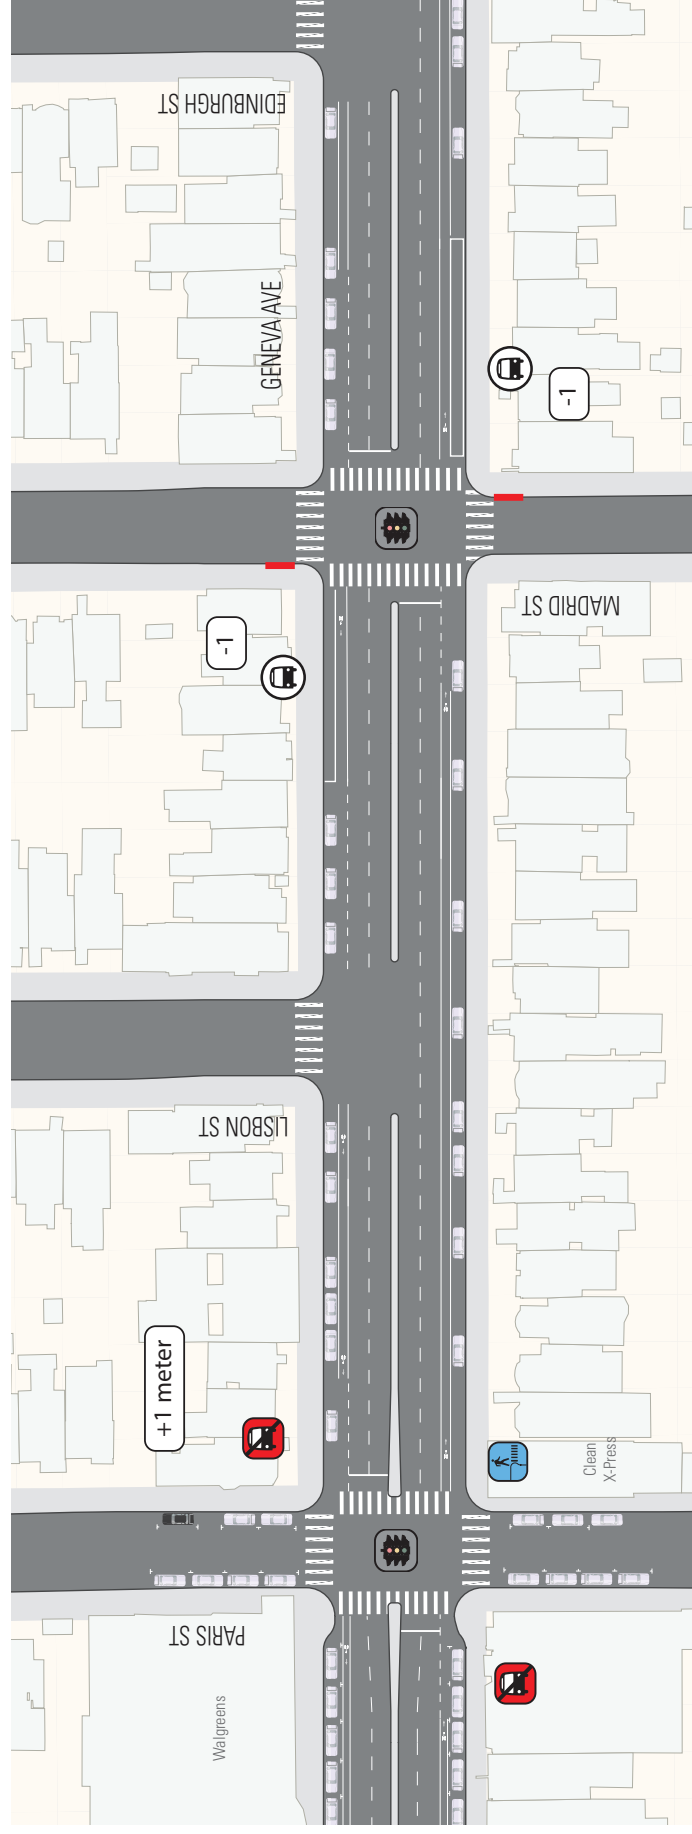 EDINBURGH ST
GENEVA AVE
-1
MADRID ST
-1
LISBON ST
+1 meter
Clean
X-Press
PARIS ST
Walgreens